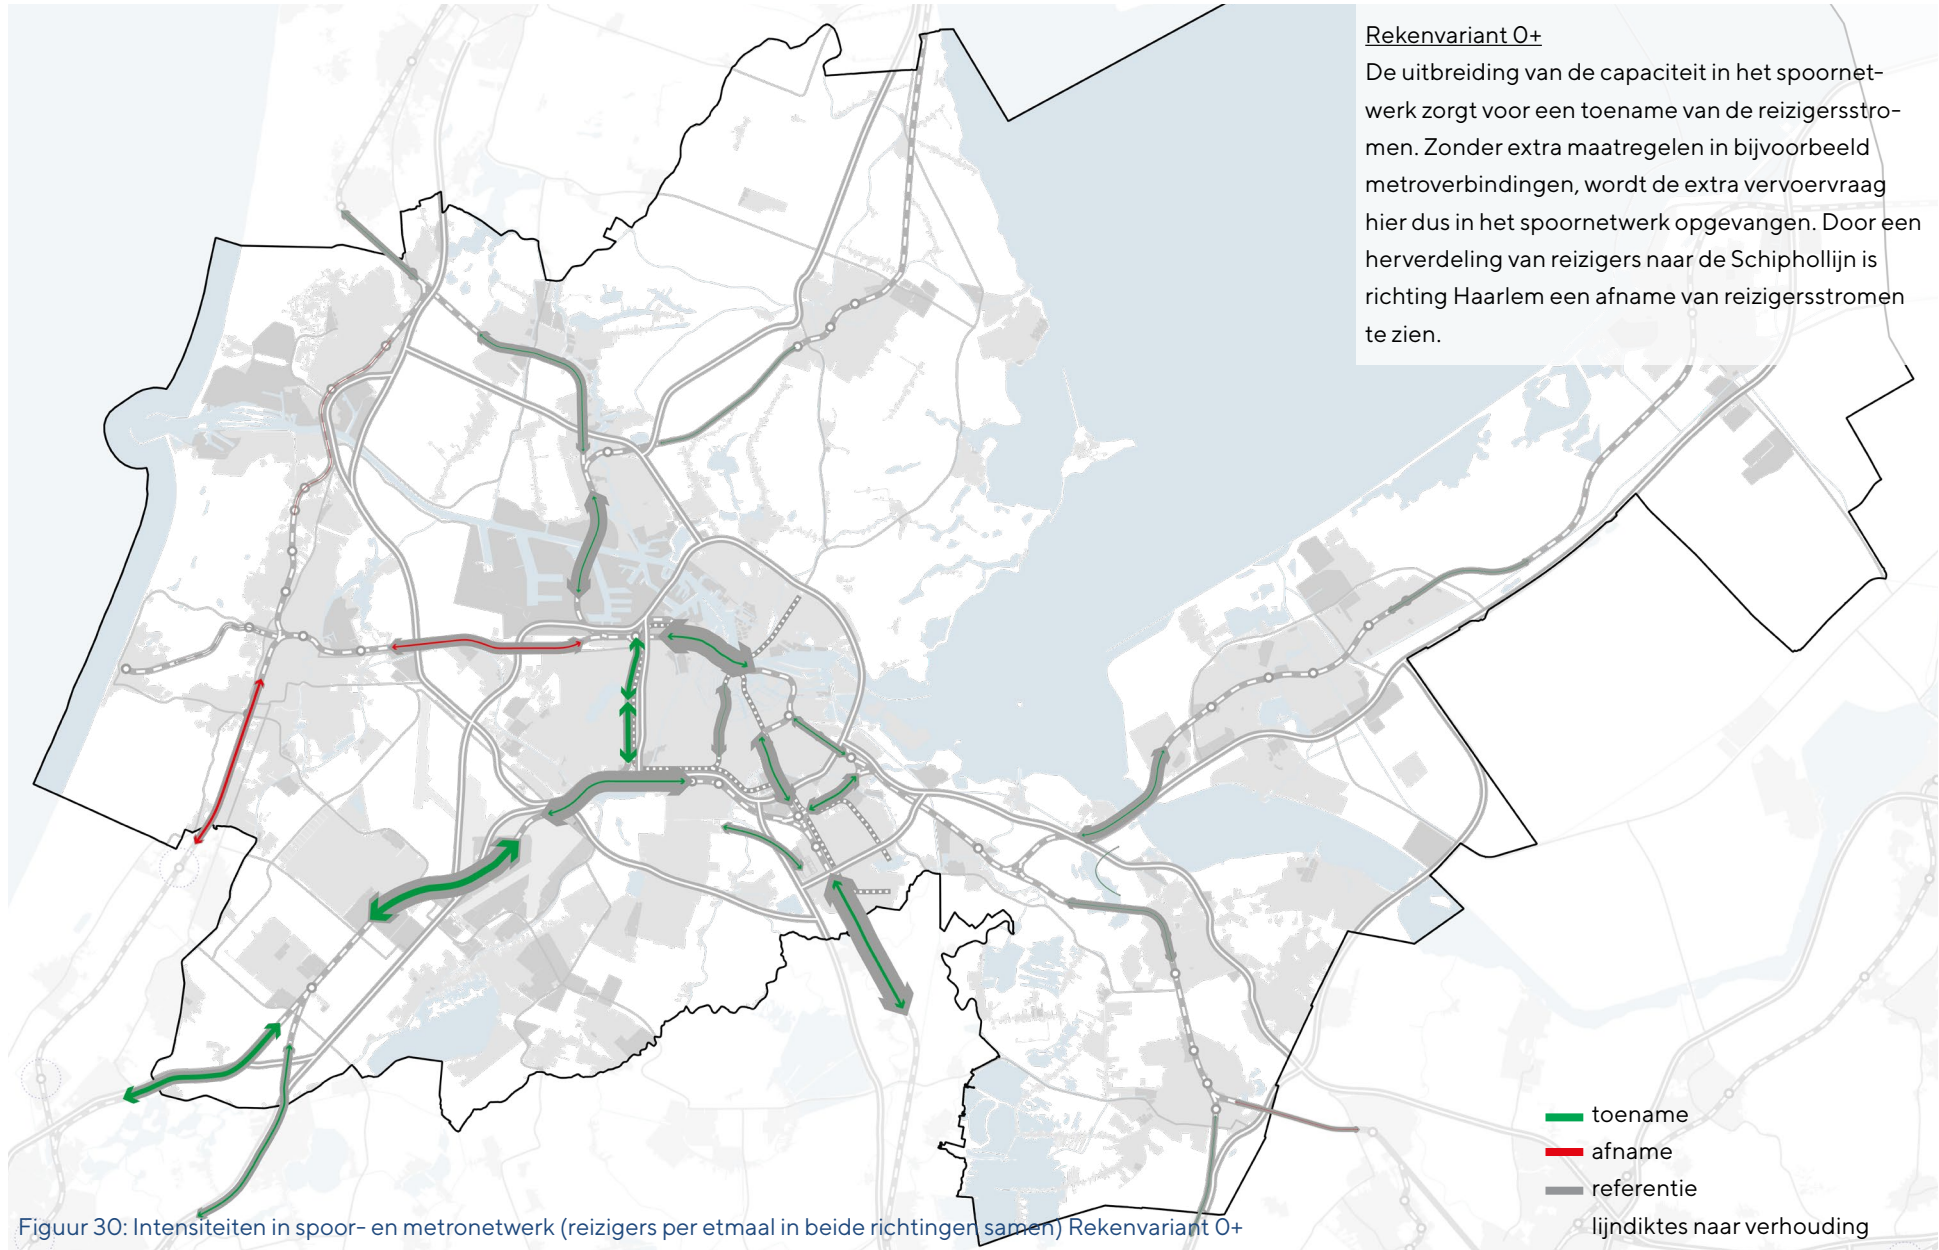 Rekenvariant 0+
De uitbreiding van de capaciteit in het spoornet-
werk zorgt voor een toename van de reizigersstro-
men. Zonder extra maatregelen in bijvoorbeeld
metroverbindingen, wordt de extra vervoervraag
hier dus in het spoornetwerk opgevangen. Door een
herverdeling van reizigers naar de Schiphollijn is
richting Haarlem een afname van reizigersstromen
te zien.
toename
afname
referentie
lijndiktes naar verhouding
Figuur 30: Intensiteiten in spoor- en metronetwerk (reizigers per etmaal in beide richtingen samen) Rekenvariant 0+